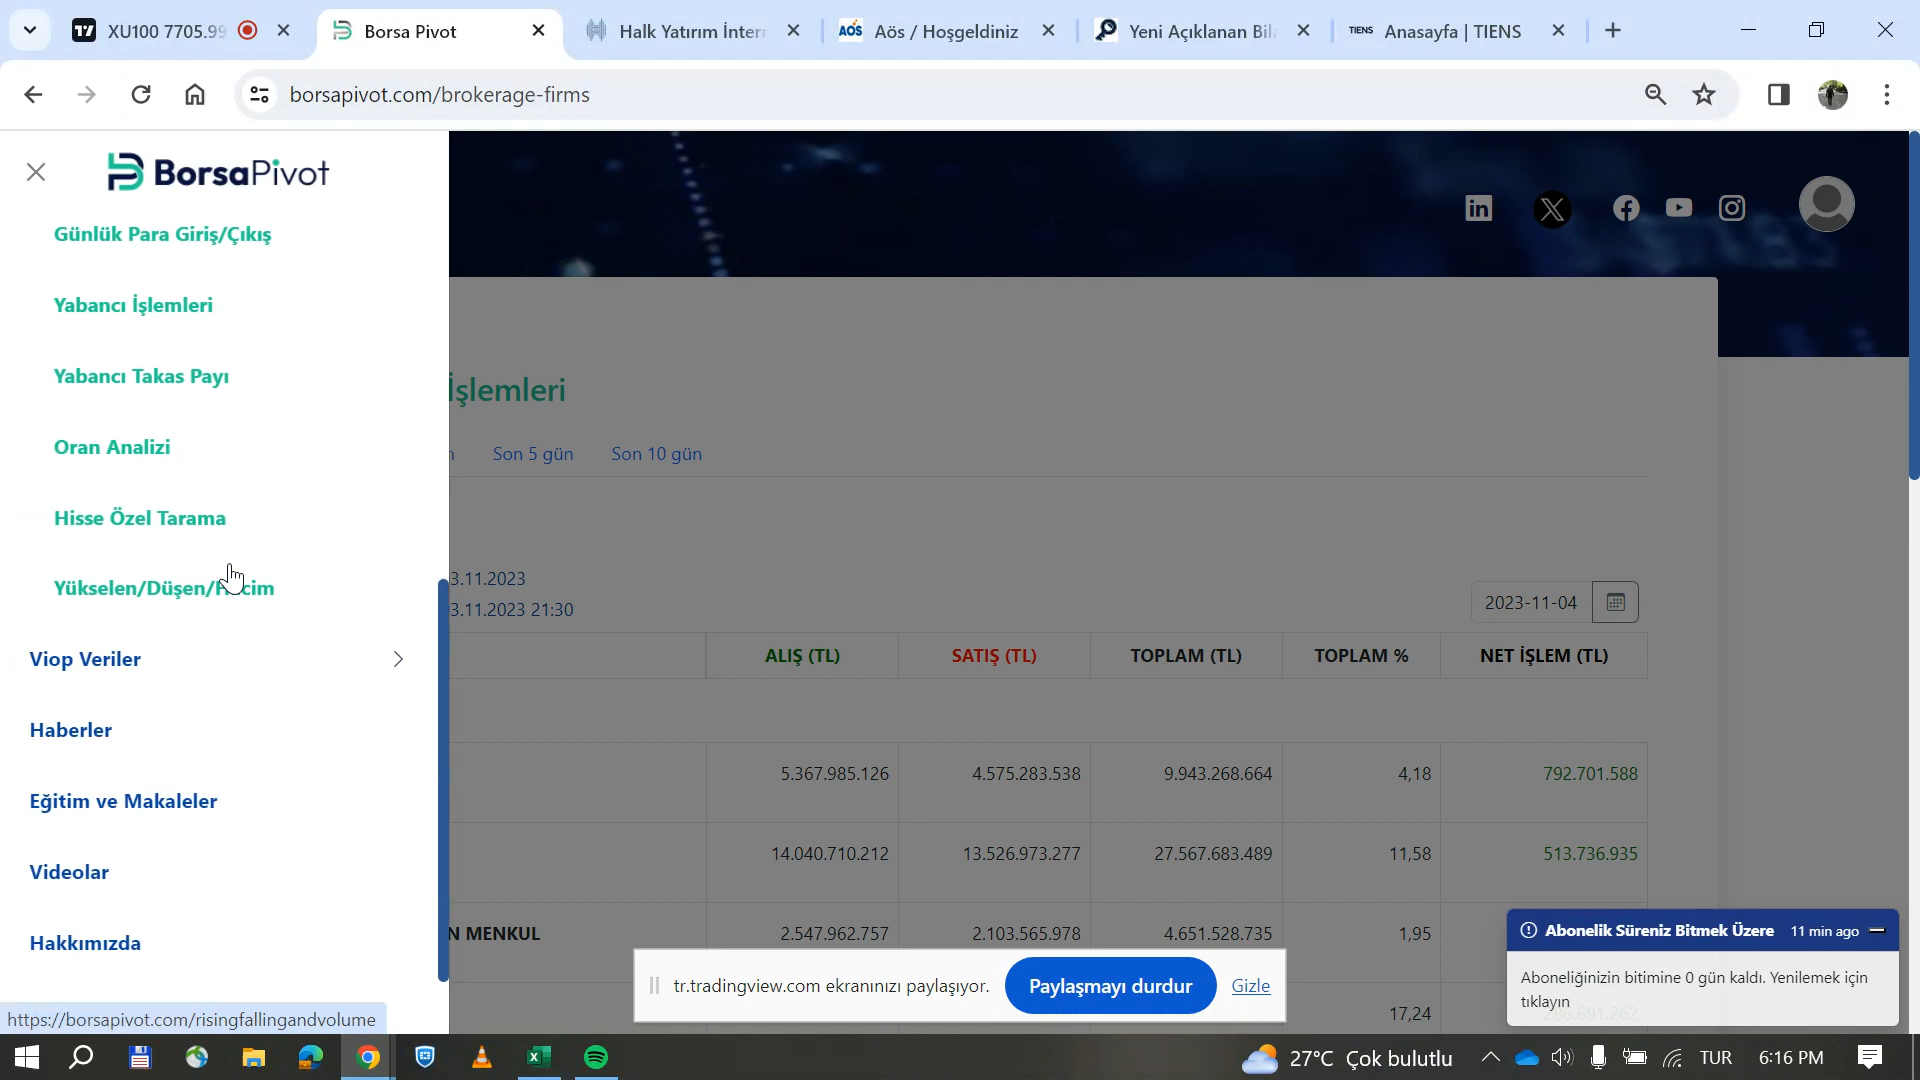 XU100 7705.99
Borsa Pivot
Halk Yatırım İnter
AÖS
Aös / Hoşgeldiniz
Yeni Açıklanan Bil
TIENS
Anasayfa | TIENS
borsapivot.com/brokerage-firms
BorsaPivot
Günlük Para Giriş/Çıkış
Yabancı İşlemleri
Yabancı Takas Payı
Oran Analizi
Hisse Özel Tarama
Yükselen/Düşen/Hacim
Viop Veriler
Haberler
Eğitim ve Makaleler
Videolar
Hakkımızda
https://borsapivot.com/risingfallingandvolume
İşlemleri
Son 5 gün
Son 10 gün
3.11.2023
3.11.2023 21:30
2023-11-04
ALIŞ (TL) SATIŞ (TL) TOPLAM (TL) TOPLAM % NET İŞLEM (TL)
5.367.985.126 4.575.283.538 9.943.268.664 4,18 792.701.588
14.040.710.212 13.526.973.277 27.567.683.489 11,58 513.736.935
N MENKUL 2.547.962.757 2.103.565.978 4.651.528.735 1,95
17,24 286.691.262
tr.tradingview.com ekranınızı paylaşıyor.
Paylaşmayı durdur
Gizle
Abonelik Süreniz Bitmek Üzere 11 min ago
Aboneliğinizin bitimine 0 gün kaldı. Yenilemek için
tıklayın
27°C Çok bulutlu
TUR
6:16 PM